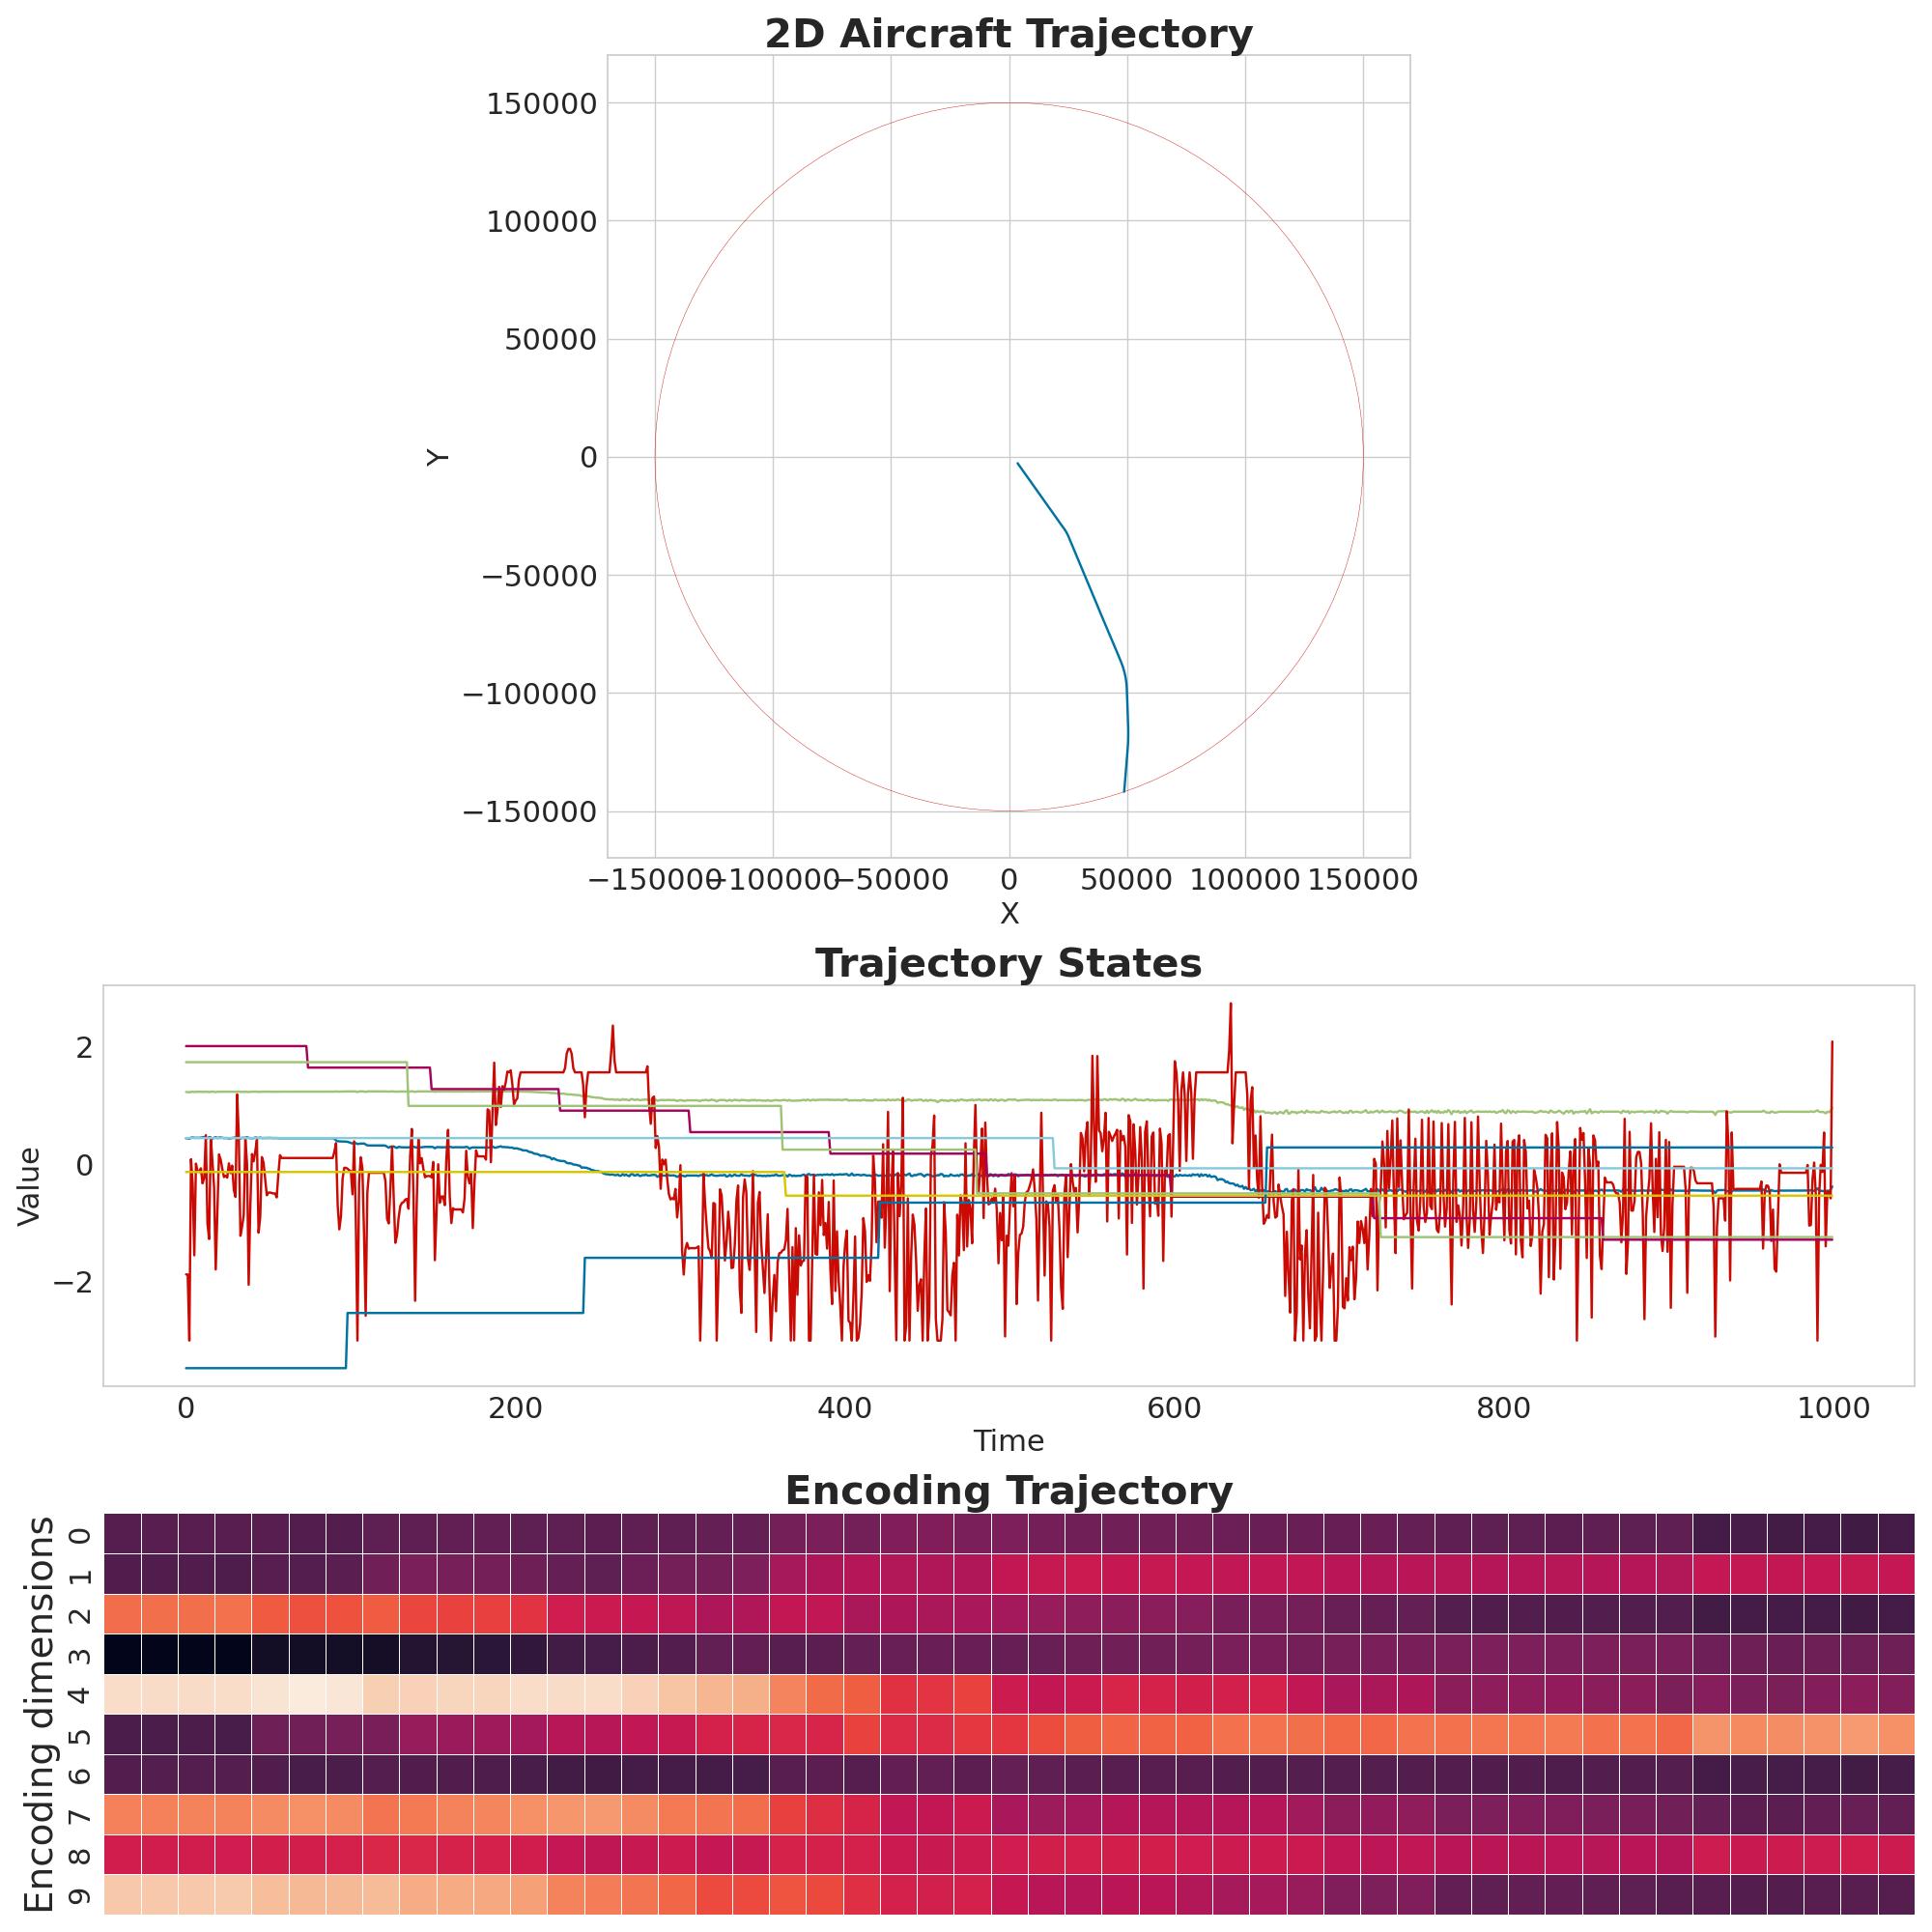 2D Aircraft Trajectory
150000
100000
50000
0
−50000
−100000
−150000
Y
−150000 −100000 −50000 0 50000 100000 150000
X
Trajectory States
2
0
−2
Value
0 200 400 600 800 1000
Time
Encoding Trajectory
Encoding dimensions
0
1
2
3
4
5
6
7
8
9